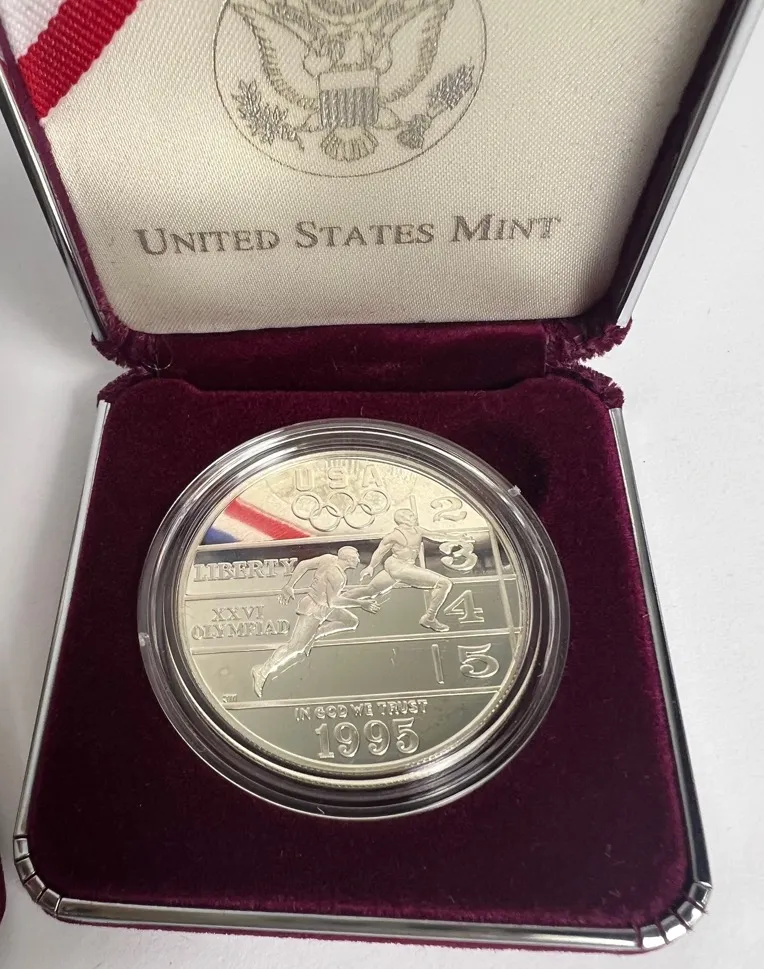 UNITED STATES MINT
USA
2
3
LIBERTY
4
XXVI
OLYMPIAD
5
IN GOD WE TRUST
1995